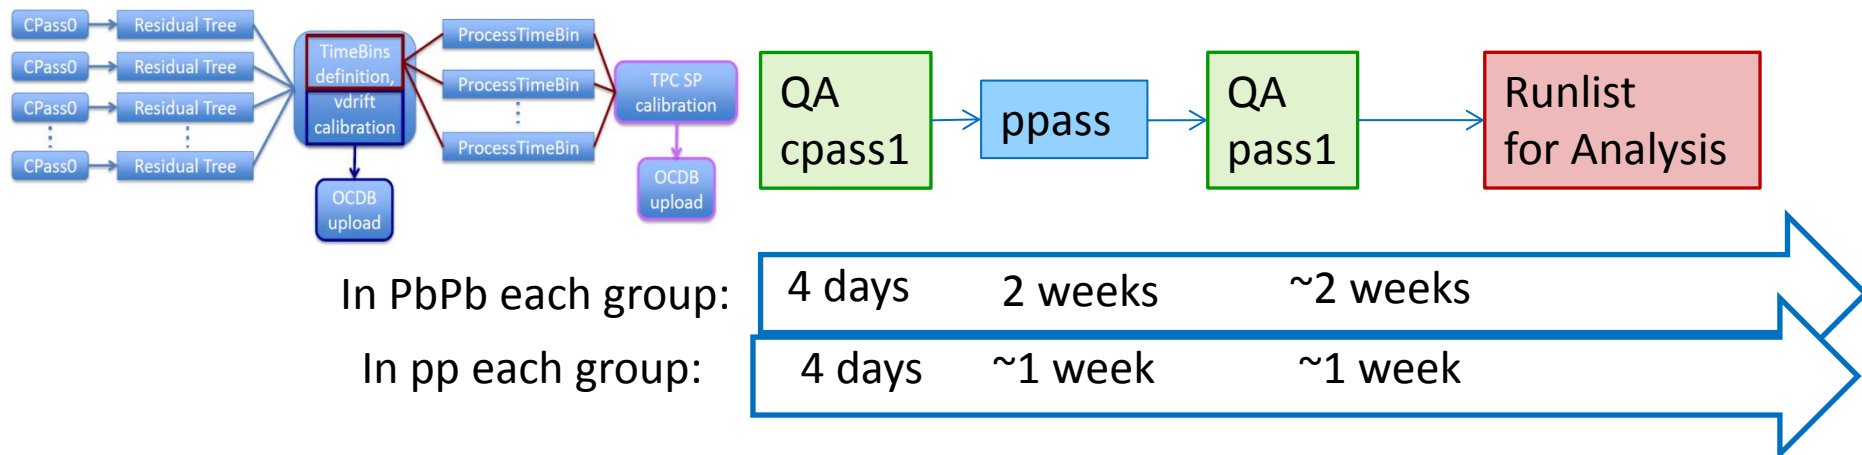 CPass0
Residual Tree
CPass0
Residual Tree
CPass0
Residual Tree
CPass0
Residual Tree
TimeBins
definition,
vdrift
calibration
OCDB
upload
ProcessTimeBin
ProcessTimeBin
ProcessTimeBin
TPC SP
calibration
OCDB
upload
QA
cpass1
ppass
QA
pass1
Runlist
for Analysis
In PbPb each group:
4 days
2 weeks
~2 weeks
In pp each group:
4 days
~1 week
~1 week